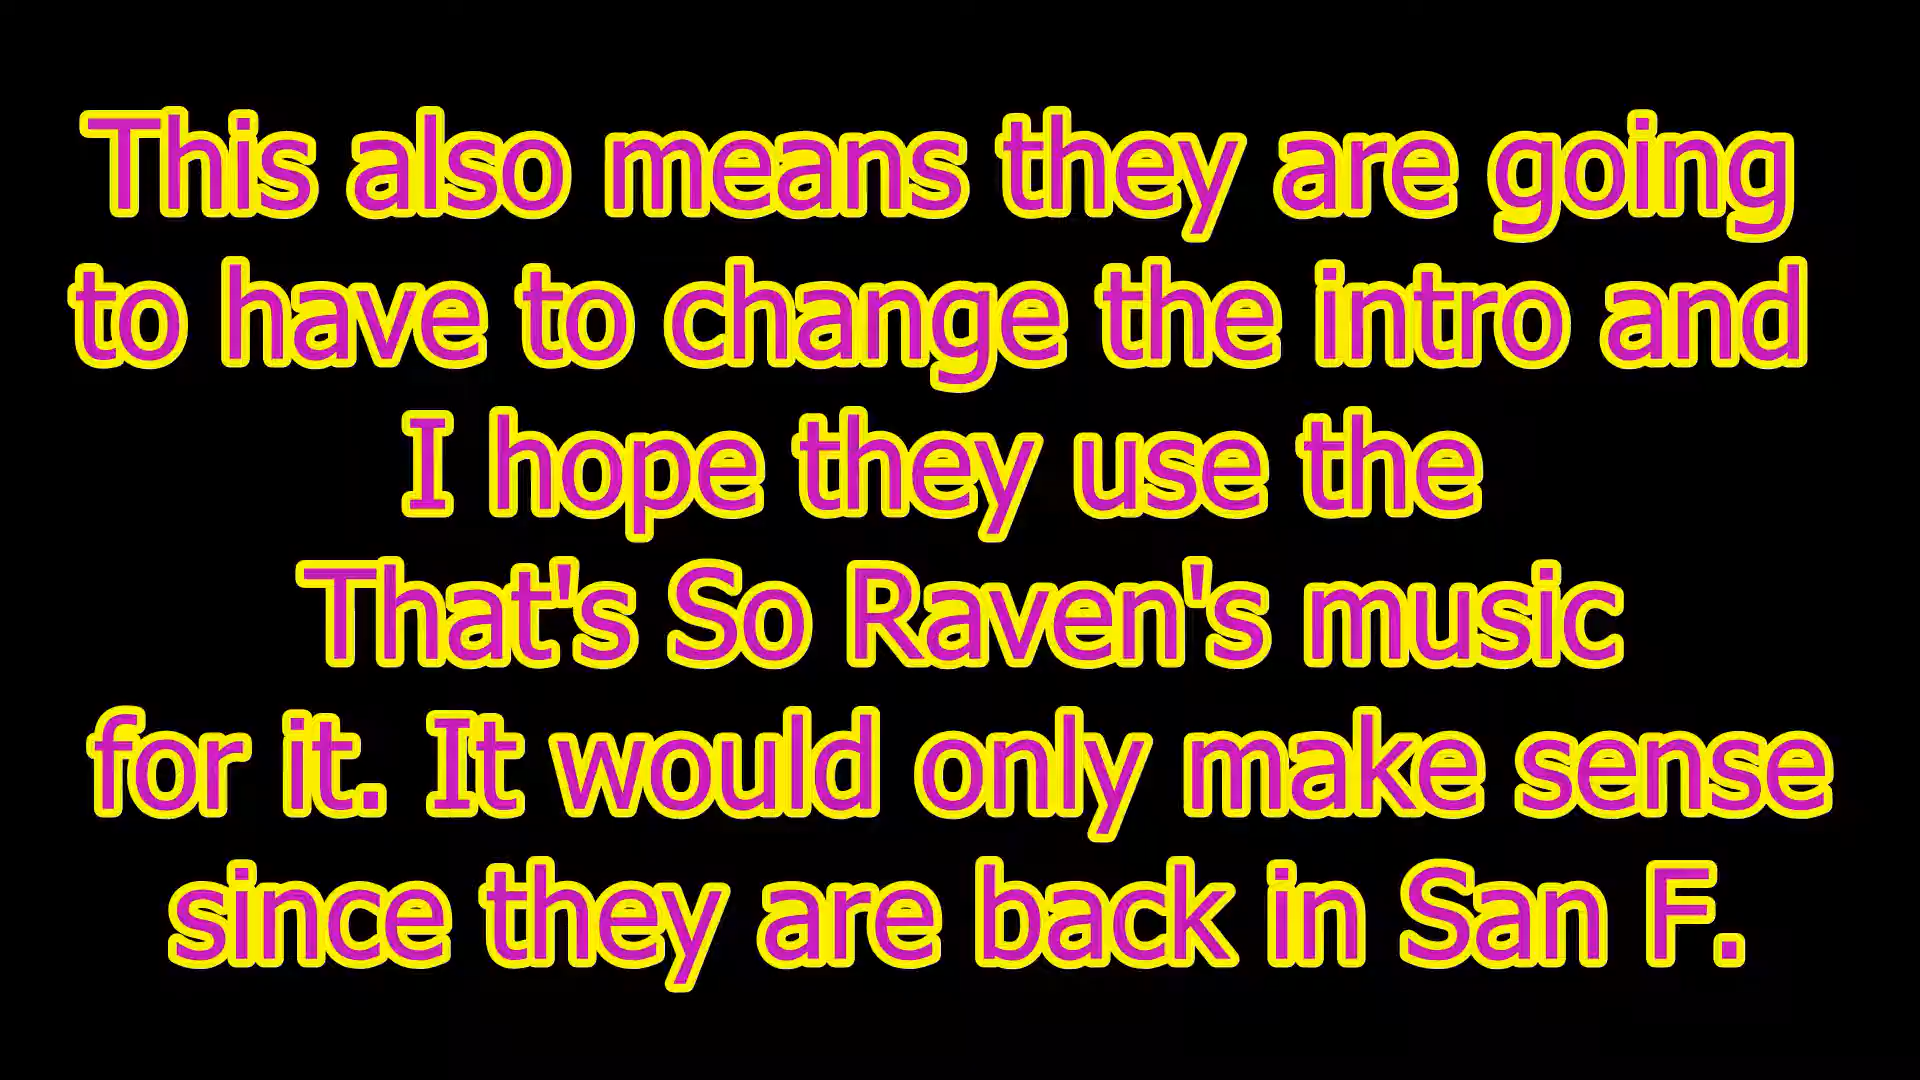 This also means they are going
to have to change the intro and
I hope they use the
That's So Raven's music
for it. It would only make sense
since they are back in San F.